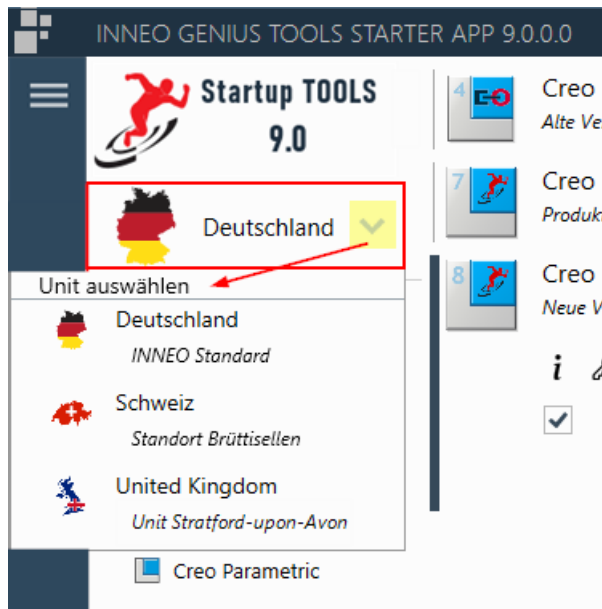 INNEO GENIUS TOOLS STARTER APP 9.0.0.0
Startup TOOLS
9.0
Deutschland
Unit auswählen
Deutschland
INNEO Standard
Schweiz
Standort Brüttisellen
United Kingdom
Unit Stratford-upon-Avon
Creo Parametric
4
Creo
Alte Ve
7
Creo
Produk
8
Creo
Neue V
i